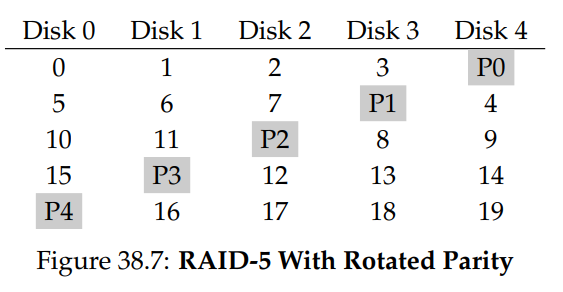 Disk 0 Disk 1 Disk 2 Disk 3 Disk 4
0 1 2 3 P0
5 6 7 P1 4
10 11 P2 8 9
15 P3 12 13 14
P4 16 17 18 19
Figure 38.7: RAID-5 With Rotated Parity